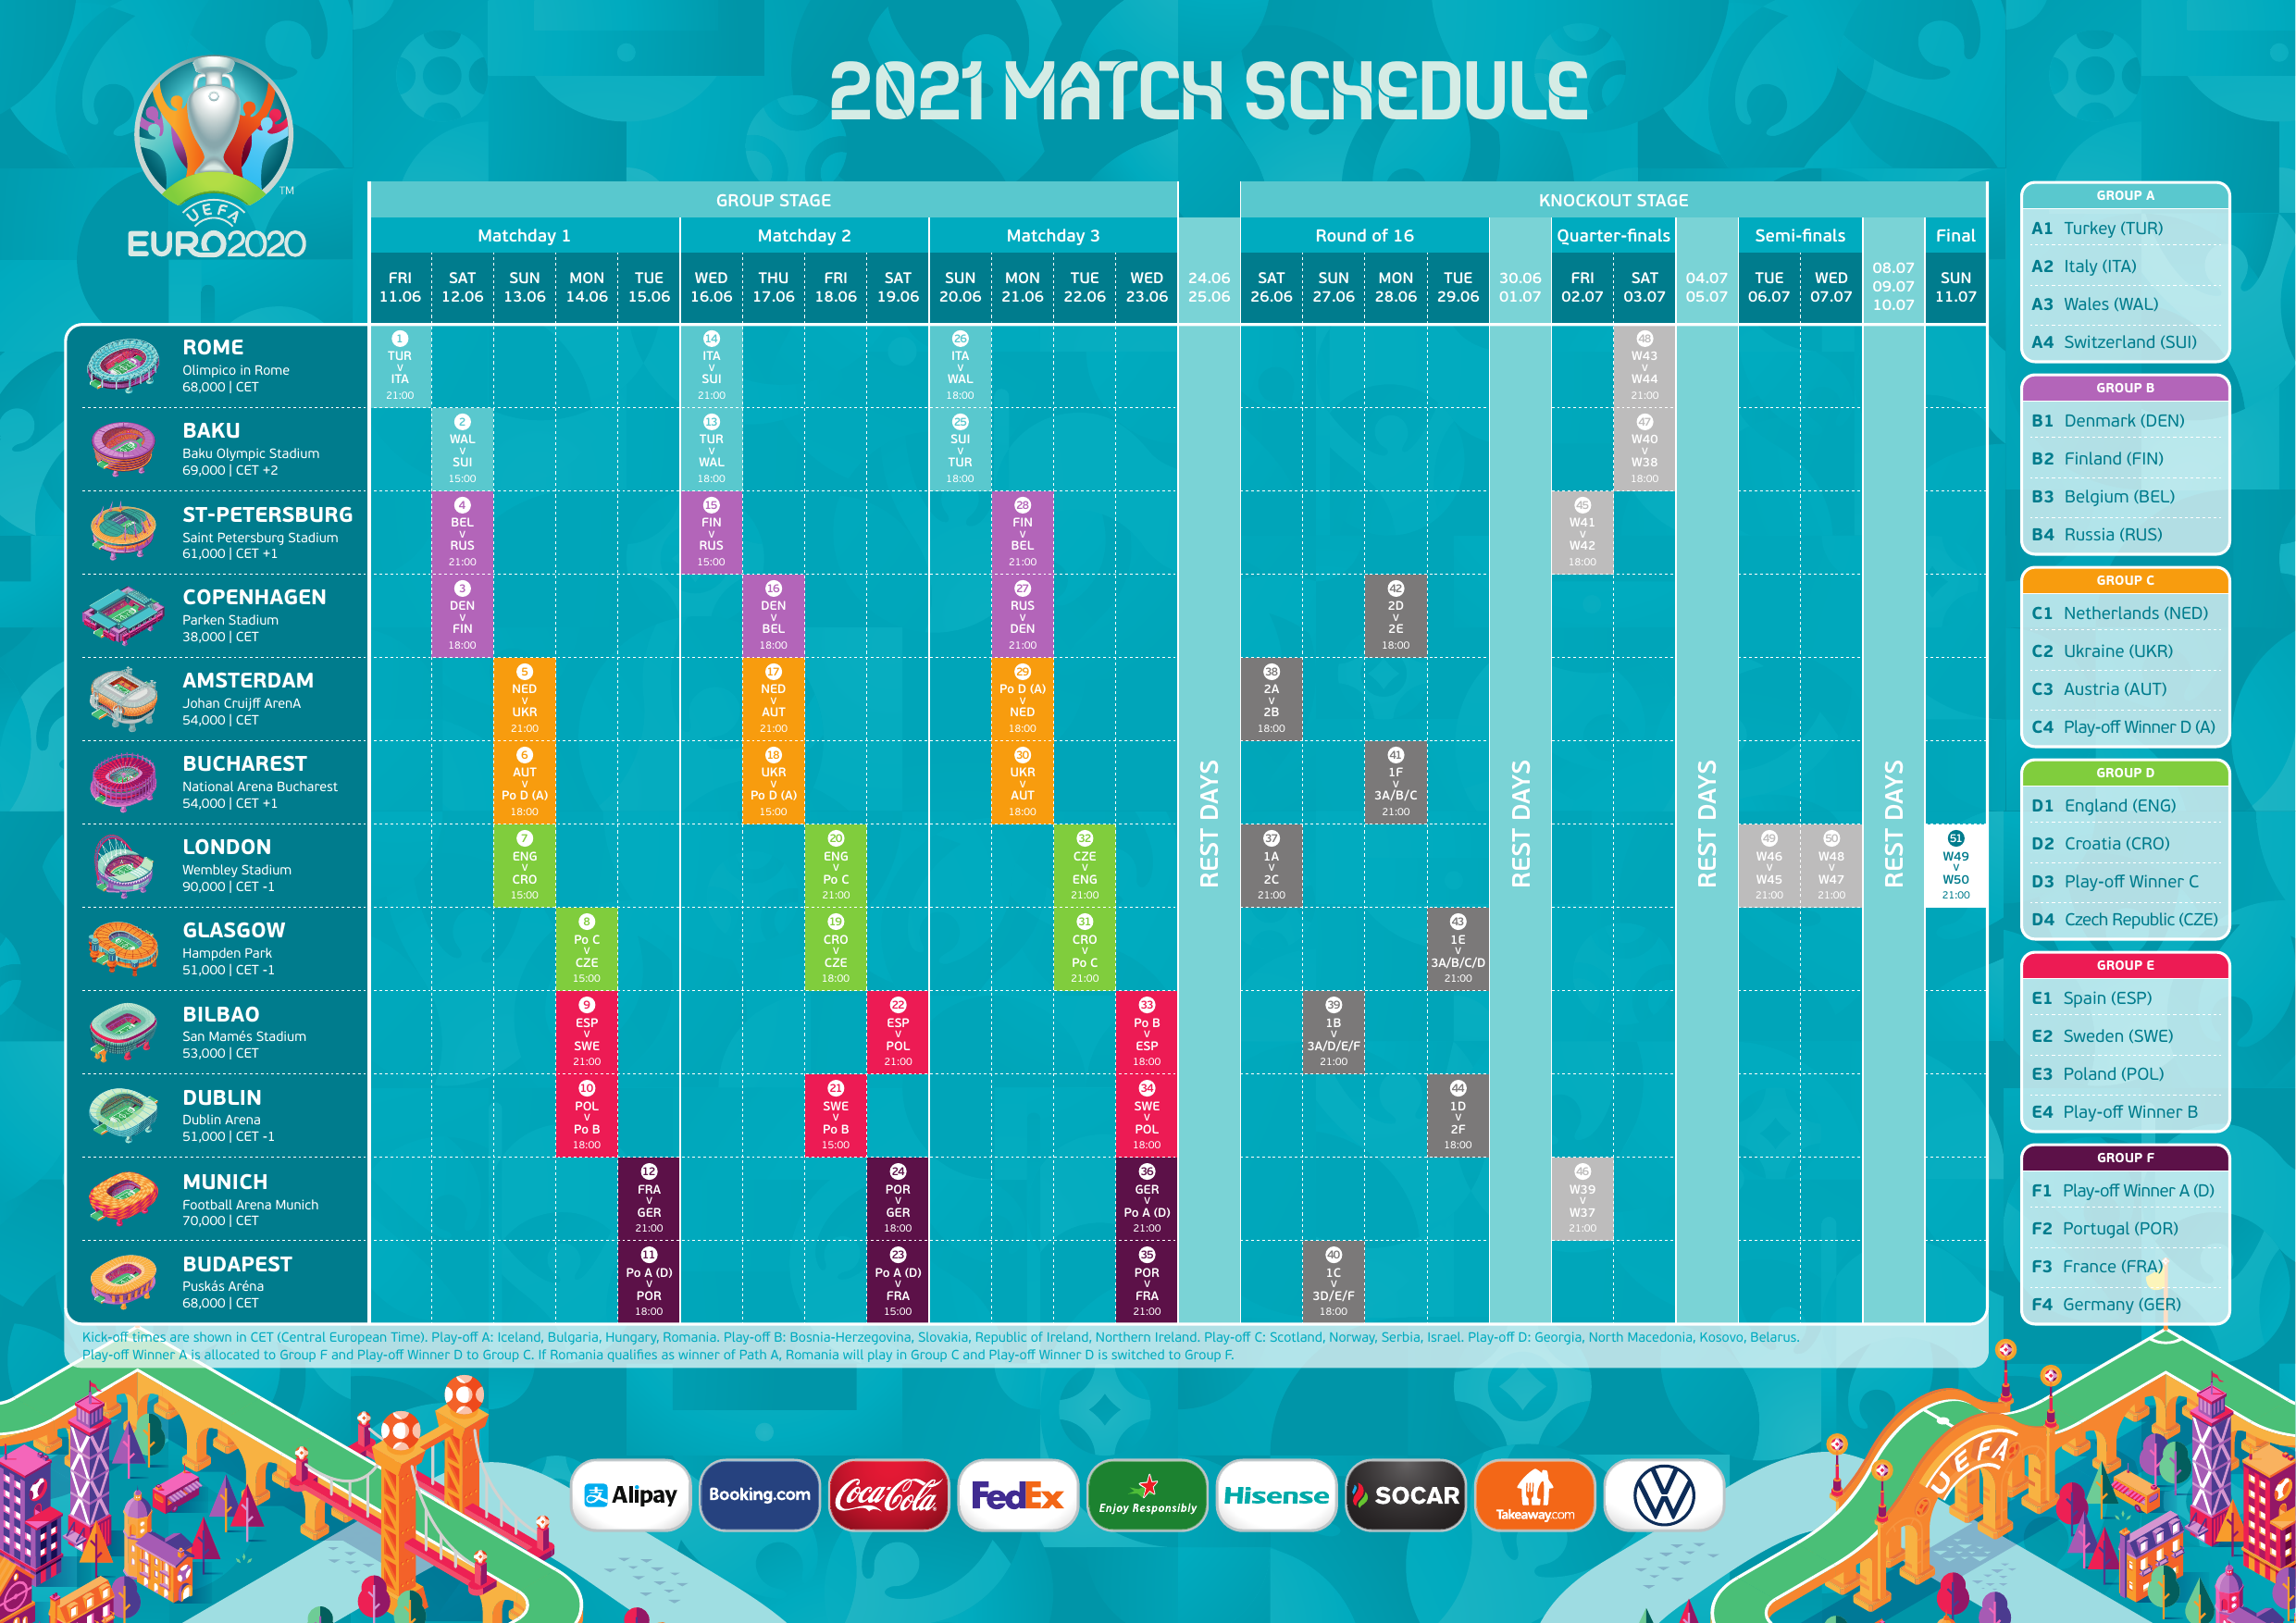 2021 MATCH SCHEDULE
TM
UEFA
EURO2020
GROUP STAGE
KNOCKOUT STAGE
Matchday 1
Matchday 2
Matchday 3
Round of 16
Quarter-finals
Semi-finals
Final
FRI 11.06
SAT 12.06
SUN 13.06
MON 14.06
TUE 15.06
WED 16.06
THU 17.06
FRI 18.06
SAT 19.06
SUN 20.06
MON 21.06
TUE 22.06
WED 23.06
24.06 25.06
SAT 26.06
SUN 27.06
MON 28.06
TUE 29.06
30.06 01.07
FRI 02.07
SAT 03.07
04.07 05.07
TUE 06.07
WED 07.07
08.07 09.07 10.07
SUN 11.07
ROME
Olimpico in Rome
68,000 | CET
1 TUR v ITA 21:00
14 ITA v SUI 21:00
26 ITA v WAL 18:00
48 W43 v W44 21:00
BAKU
Baku Olympic Stadium
69,000 | CET +2
2 WAL v SUI 15:00
13 TUR v WAL 18:00
25 SUI v TUR 18:00
47 W40 v W38 18:00
ST-PETERSBURG
Saint Petersburg Stadium
61,000 | CET +1
4 BEL v RUS 21:00
15 FIN v RUS 15:00
28 FIN v BEL 21:00
45 W41 v W42 18:00
COPENHAGEN
Parken Stadium
38,000 | CET
3 DEN v FIN 18:00
16 DEN v BEL 18:00
27 RUS v DEN 21:00
42 2D v 2E 18:00
AMSTERDAM
Johan Cruijff ArenA
54,000 | CET
5 NED v UKR 21:00
17 NED v AUT 21:00
29 Po D (A) v NED 18:00
38 2A v 2B 18:00
BUCHAREST
National Arena Bucharest
54,000 | CET +1
6 AUT v Po D (A) 18:00
18 UKR v Po D (A) 15:00
30 UKR v AUT 18:00
41 1F v 3A/B/C 21:00
LONDON
Wembley Stadium
90,000 | CET -1
7 ENG v CRO 15:00
20 ENG v Po C 21:00
32 CZE v ENG 21:00
37 1A v 2C 21:00
49 W46 v W45 21:00
50 W48 v W47 21:00
51 W49 v W50 21:00
GLASGOW
Hampden Park
51,000 | CET -1
8 Po C v CZE 15:00
19 CRO v CZE 18:00
31 CRO v Po C 21:00
43 1E v 3A/B/C/D 21:00
BILBAO
San Mamés Stadium
53,000 | CET
9 ESP v SWE 21:00
22 ESP v POL 21:00
33 Po B v ESP 18:00
39 1B v 3A/D/E/F 21:00
DUBLIN
Dublin Arena
51,000 | CET -1
10 POL v Po B 18:00
21 SWE v Po B 15:00
34 SWE v POL 18:00
44 1D v 2F 18:00
MUNICH
Football Arena Munich
70,000 | CET
12 FRA v GER 21:00
24 POR v GER 18:00
36 GER v Po A (D) 21:00
46 W39 v W37 21:00
BUDAPEST
Puskás Aréna
68,000 | CET
11 Po A (D) v POR 18:00
23 Po A (D) v FRA 15:00
35 POR v FRA 21:00
40 1C v 3D/E/F 18:00
REST DAYS
REST DAYS
REST DAYS
REST DAYS
GROUP A
A1 Turkey (TUR)
A2 Italy (ITA)
A3 Wales (WAL)
A4 Switzerland (SUI)
GROUP B
B1 Denmark (DEN)
B2 Finland (FIN)
B3 Belgium (BEL)
B4 Russia (RUS)
GROUP C
C1 Netherlands (NED)
C2 Ukraine (UKR)
C3 Austria (AUT)
C4 Play-off Winner D (A)
GROUP D
D1 England (ENG)
D2 Croatia (CRO)
D3 Play-off Winner C
D4 Czech Republic (CZE)
GROUP E
E1 Spain (ESP)
E2 Sweden (SWE)
E3 Poland (POL)
E4 Play-off Winner B
GROUP F
F1 Play-off Winner A (D)
F2 Portugal (POR)
F3 France (FRA)
F4 Germany (GER)
Kick-off times are shown in CET (Central European Time). Play-off A: Iceland, Bulgaria, Hungary, Romania. Play-off B: Bosnia-Herzegovina, Slovakia, Republic of Ireland, Northern Ireland. Play-off C: Scotland, Norway, Serbia, Israel. Play-off D: Georgia, North Macedonia, Kosovo, Belarus.
Play-off Winner A is allocated to Group F and Play-off Winner D to Group C. If Romania qualifies as winner of Path A, Romania will play in Group C and Play-off Winner D is switched to Group F.
支 Alipay
Booking.com
Coca-Cola
FedEx
Enjoy Responsibly
Hisense
SOCAR
Takeaway.com
VW
UEFA